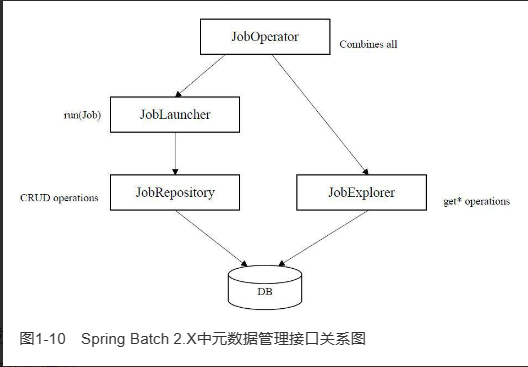 JobOperator
Combines all
run(Job)
JobLauncher
CRUD operations
JobRepository
JobExplorer
get* operations
DB
图1-10 Spring Batch 2.X中元数据管理接口关系图